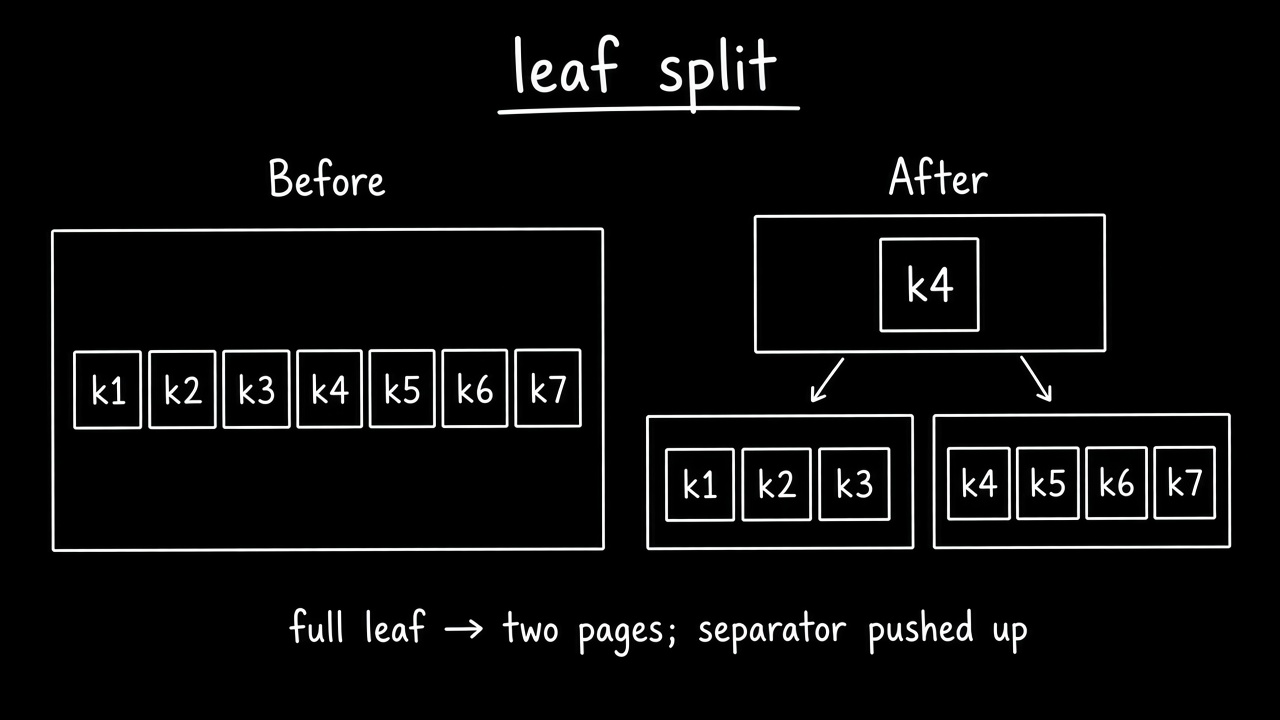 leaf split
Before
k1 k2 k3 k4 k5 k6 k7
After
k4
k1 k2 k3
k4 k5 k6 k7
full leaf → two pages; separator pushed up